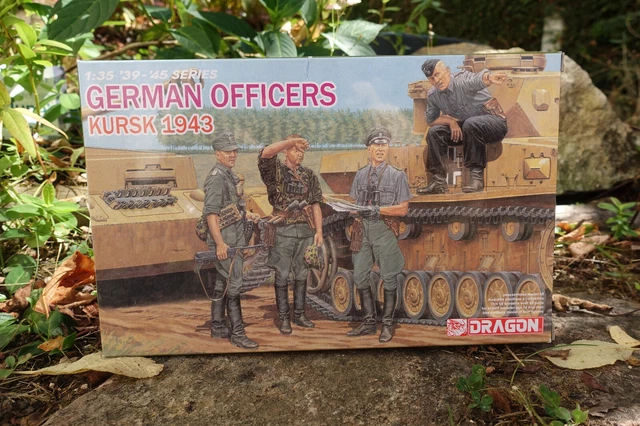 1:35 '39-'45 SERIES
GERMAN OFFICERS
KURSK 1943
DRAGON